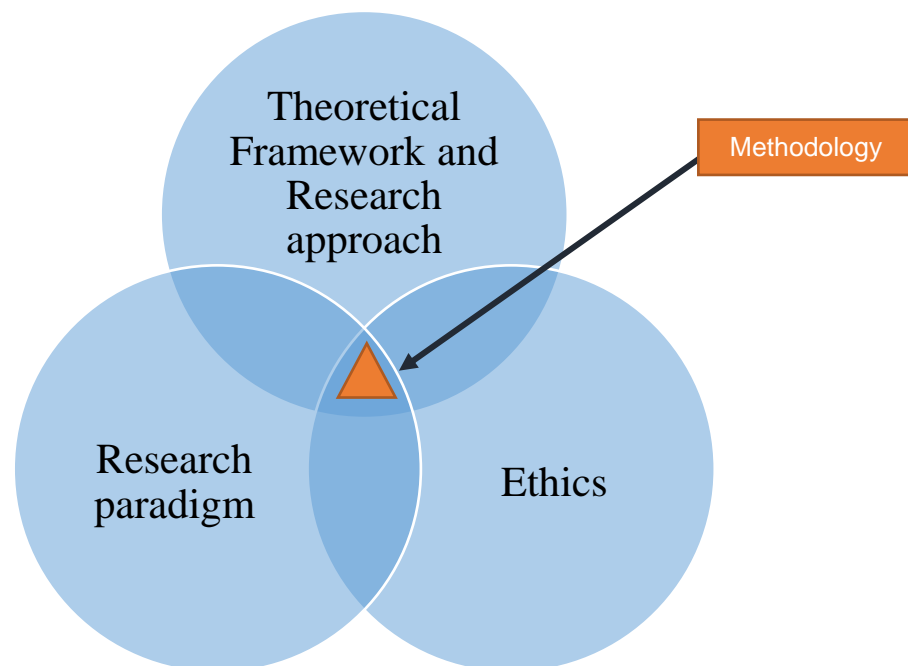 Theoretical
Framework and
Research
approach
Methodology
Research
paradigm
Ethics